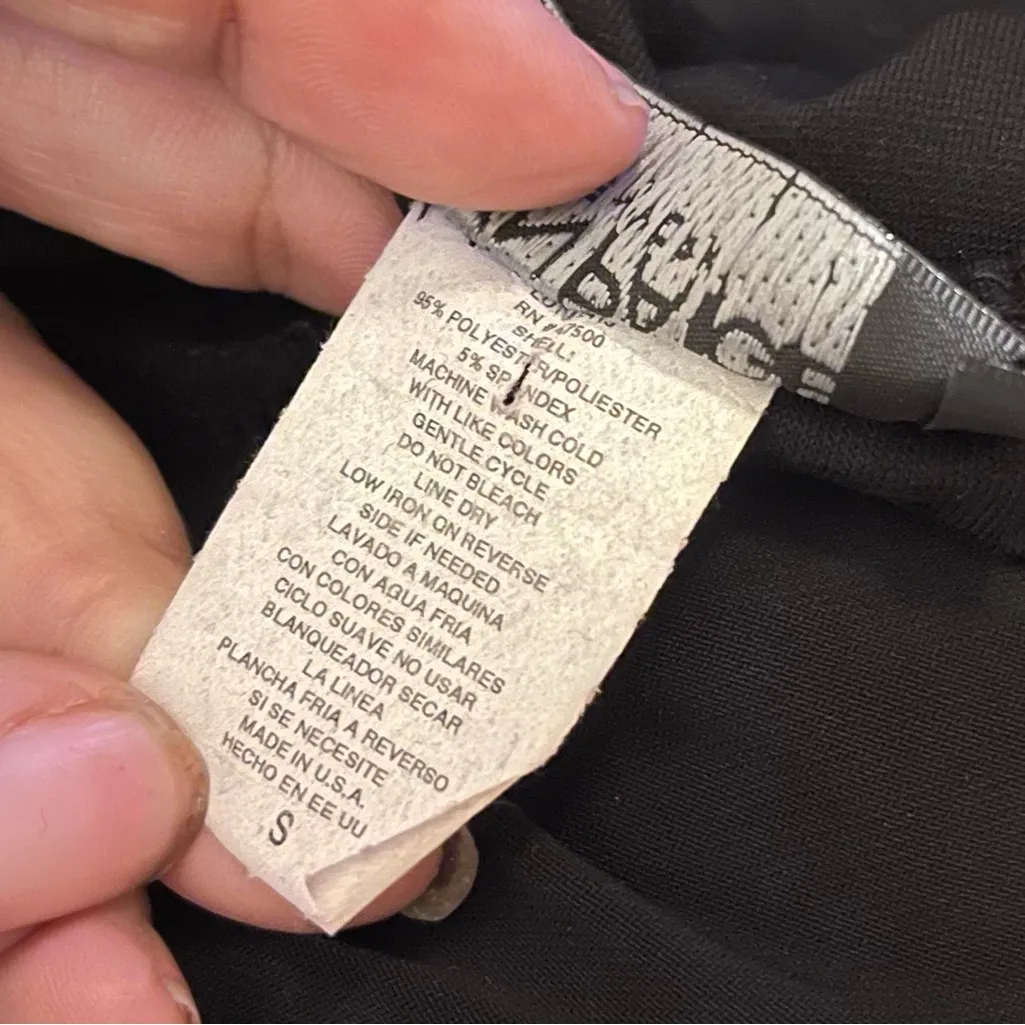 SHELL:
95% POLYESTER/POLIESTER
5% SPANDEX
MACHINE WASH COLD
WITH LIKE COLORS
GENTLE CYCLE
DO NOT BLEACH
LINE DRY
LOW IRON ON REVERSE
SIDE IF NEEDED
LAVADO A MAQUINA
CON AGUA FRIA
CON COLORES SIMILARES
CICLO SUAVE NO USAR
BLANQUEADOR SECAR
LA LINEA
PLANCHA FRIA A REVERSO
SI SE NECESITE
MADE IN U.S.A.
HECHO EN EE UU
S